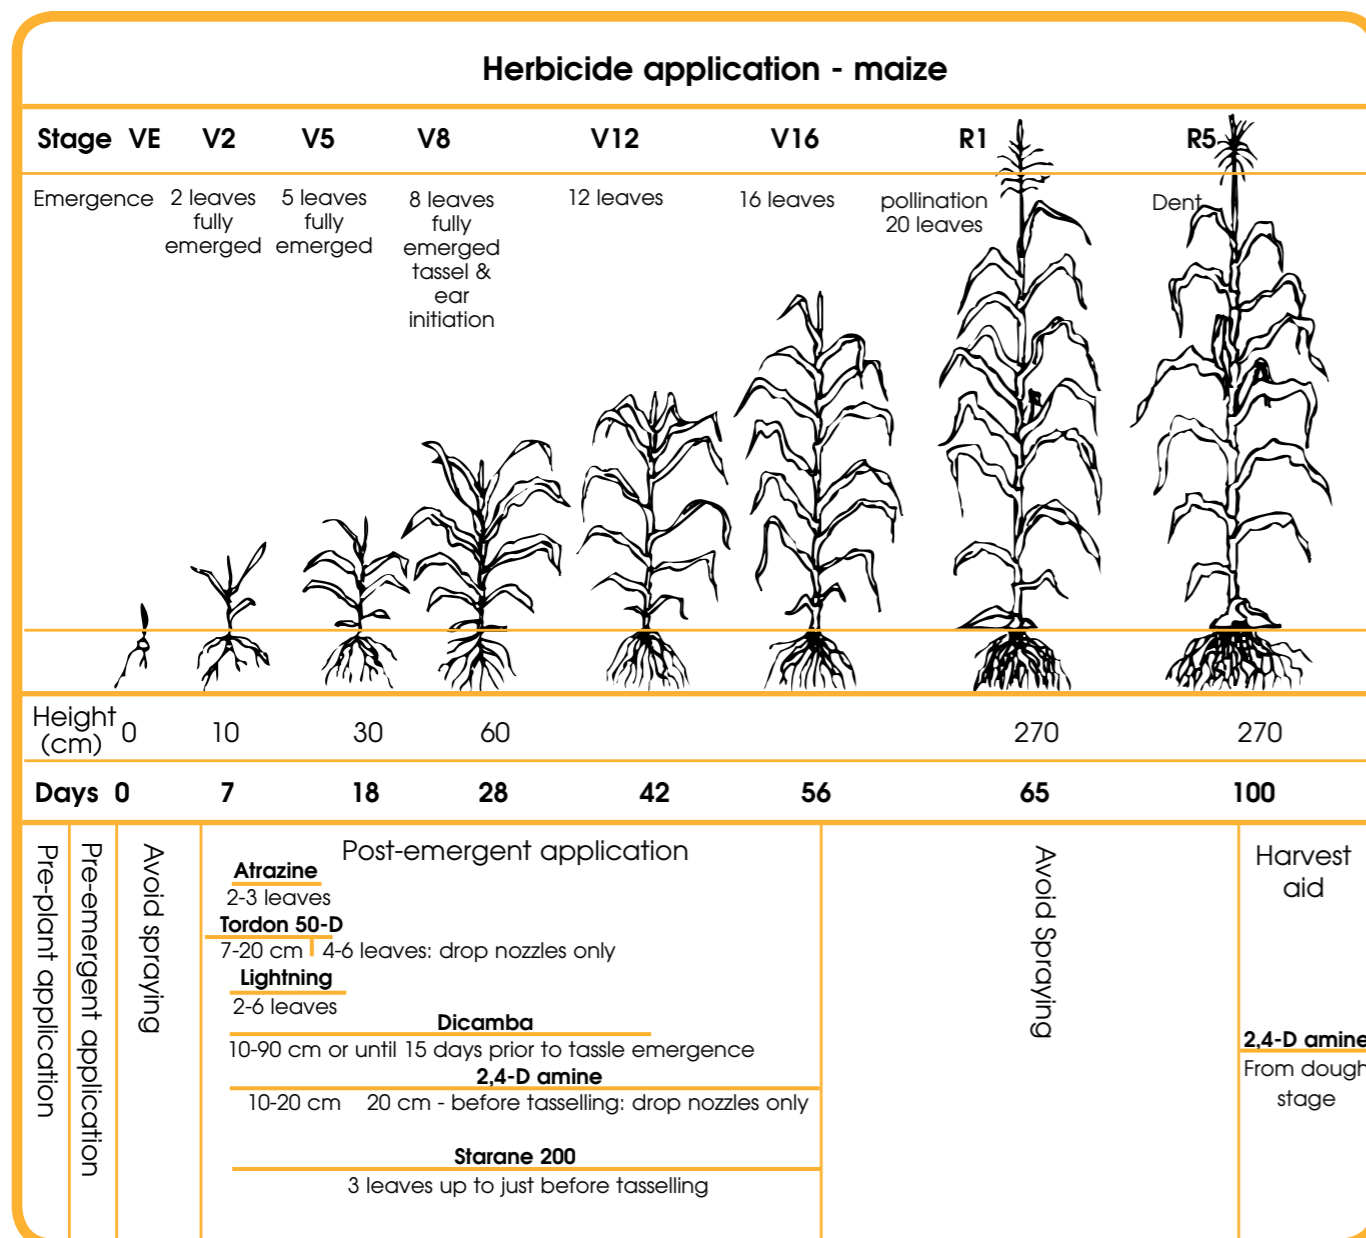 Herbicide application - maize
Stage VE V2 V5 V8 V12 V16 R1 R5
Emergence
2 leaves
fully
emerged
5 leaves
fully
emerged
8 leaves
fully
emerged
tassel &
ear
initiation
12 leaves
16 leaves
pollination
20 leaves
Dent
Height
(cm) 0 10 30 60 270 270
Days 0 7 18 28 42 56 65 100
Pre-plant application
Pre-emergent application
Avoid spraying
Post-emergent application
Atrazine
2-3 leaves
Tordon 50-D
7-20 cm 4-6 leaves: drop nozzles only
Lightning
2-6 leaves
Dicamba
10-90 cm or until 15 days prior to tassle emergence
2,4-D amine
10-20 cm 20 cm - before tasselling: drop nozzles only
Starane 200
3 leaves up to just before tasselling
Avoid Spraying
Harvest
aid
2,4-D amine
From dough
stage